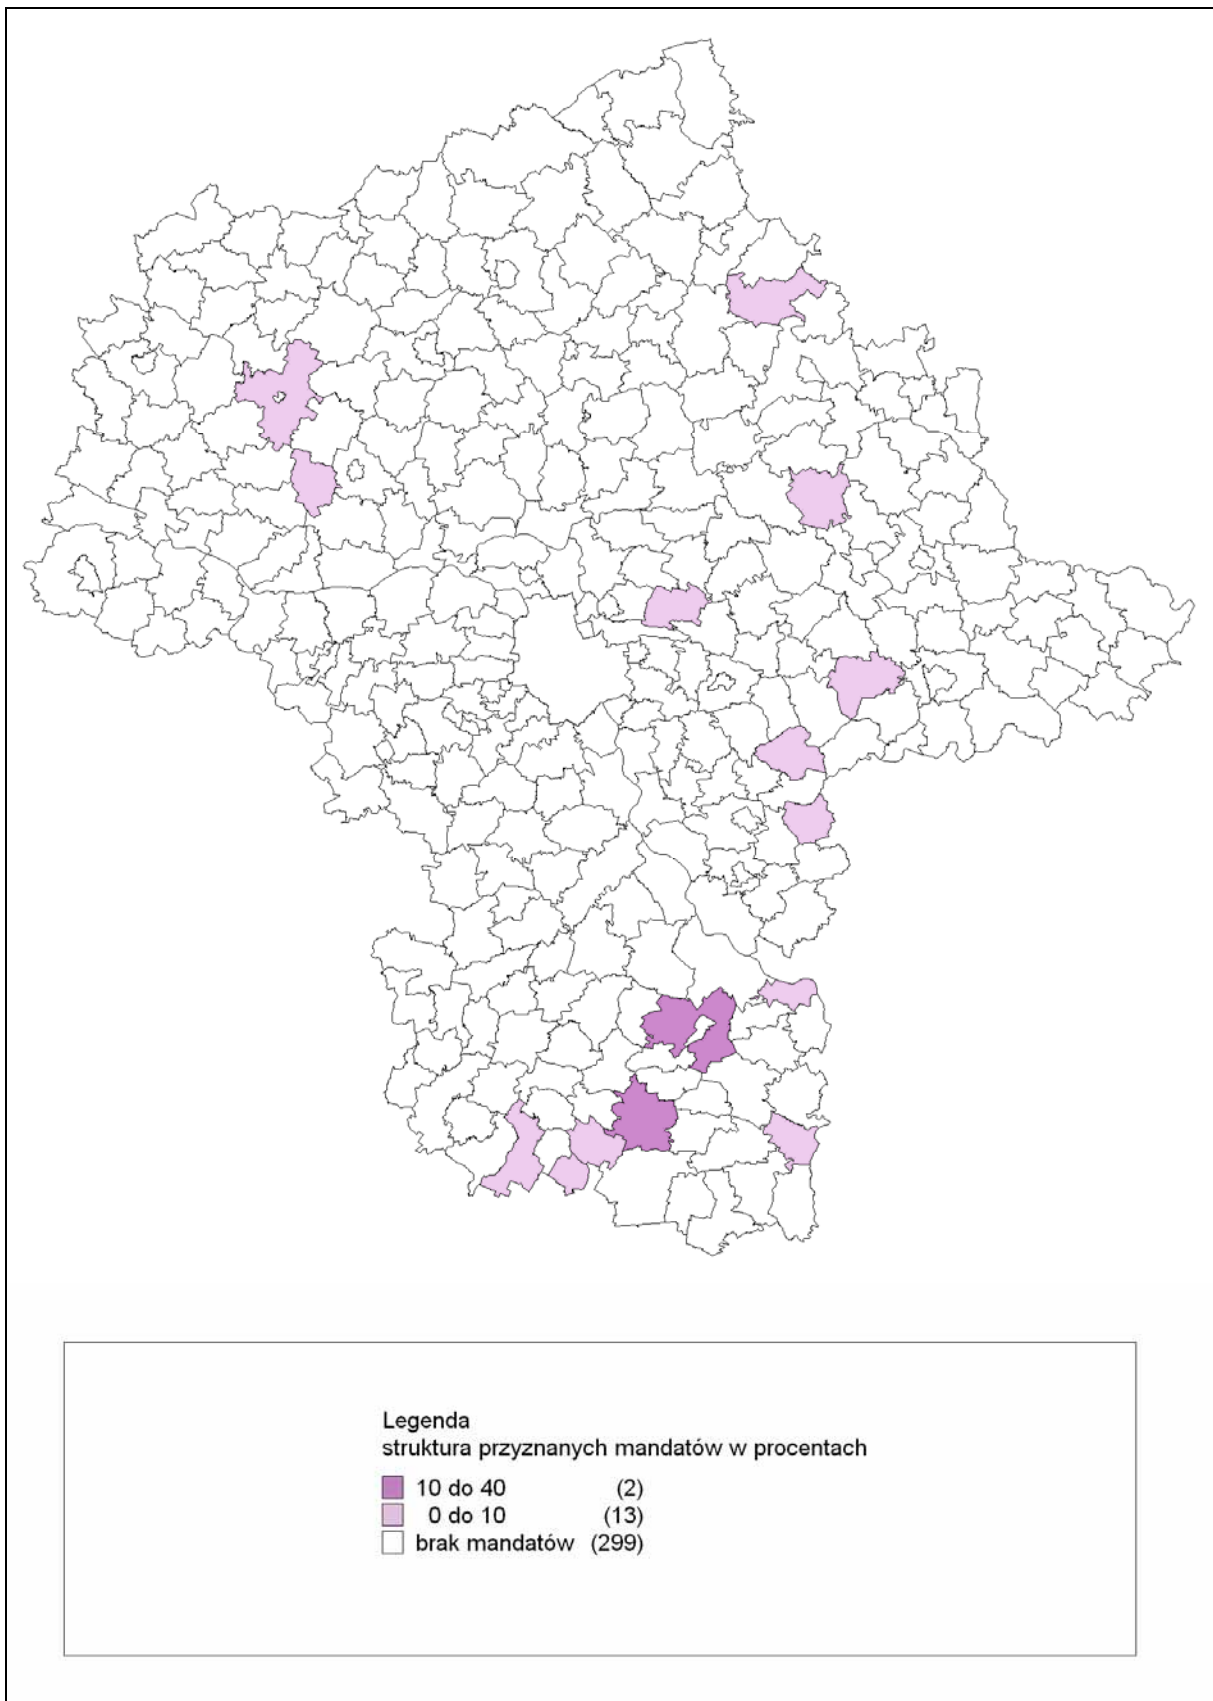 Legenda
struktura przyznanych mandatów w procentach
10 do 40 (2)
0 do 10 (13)
brak mandatów (299)